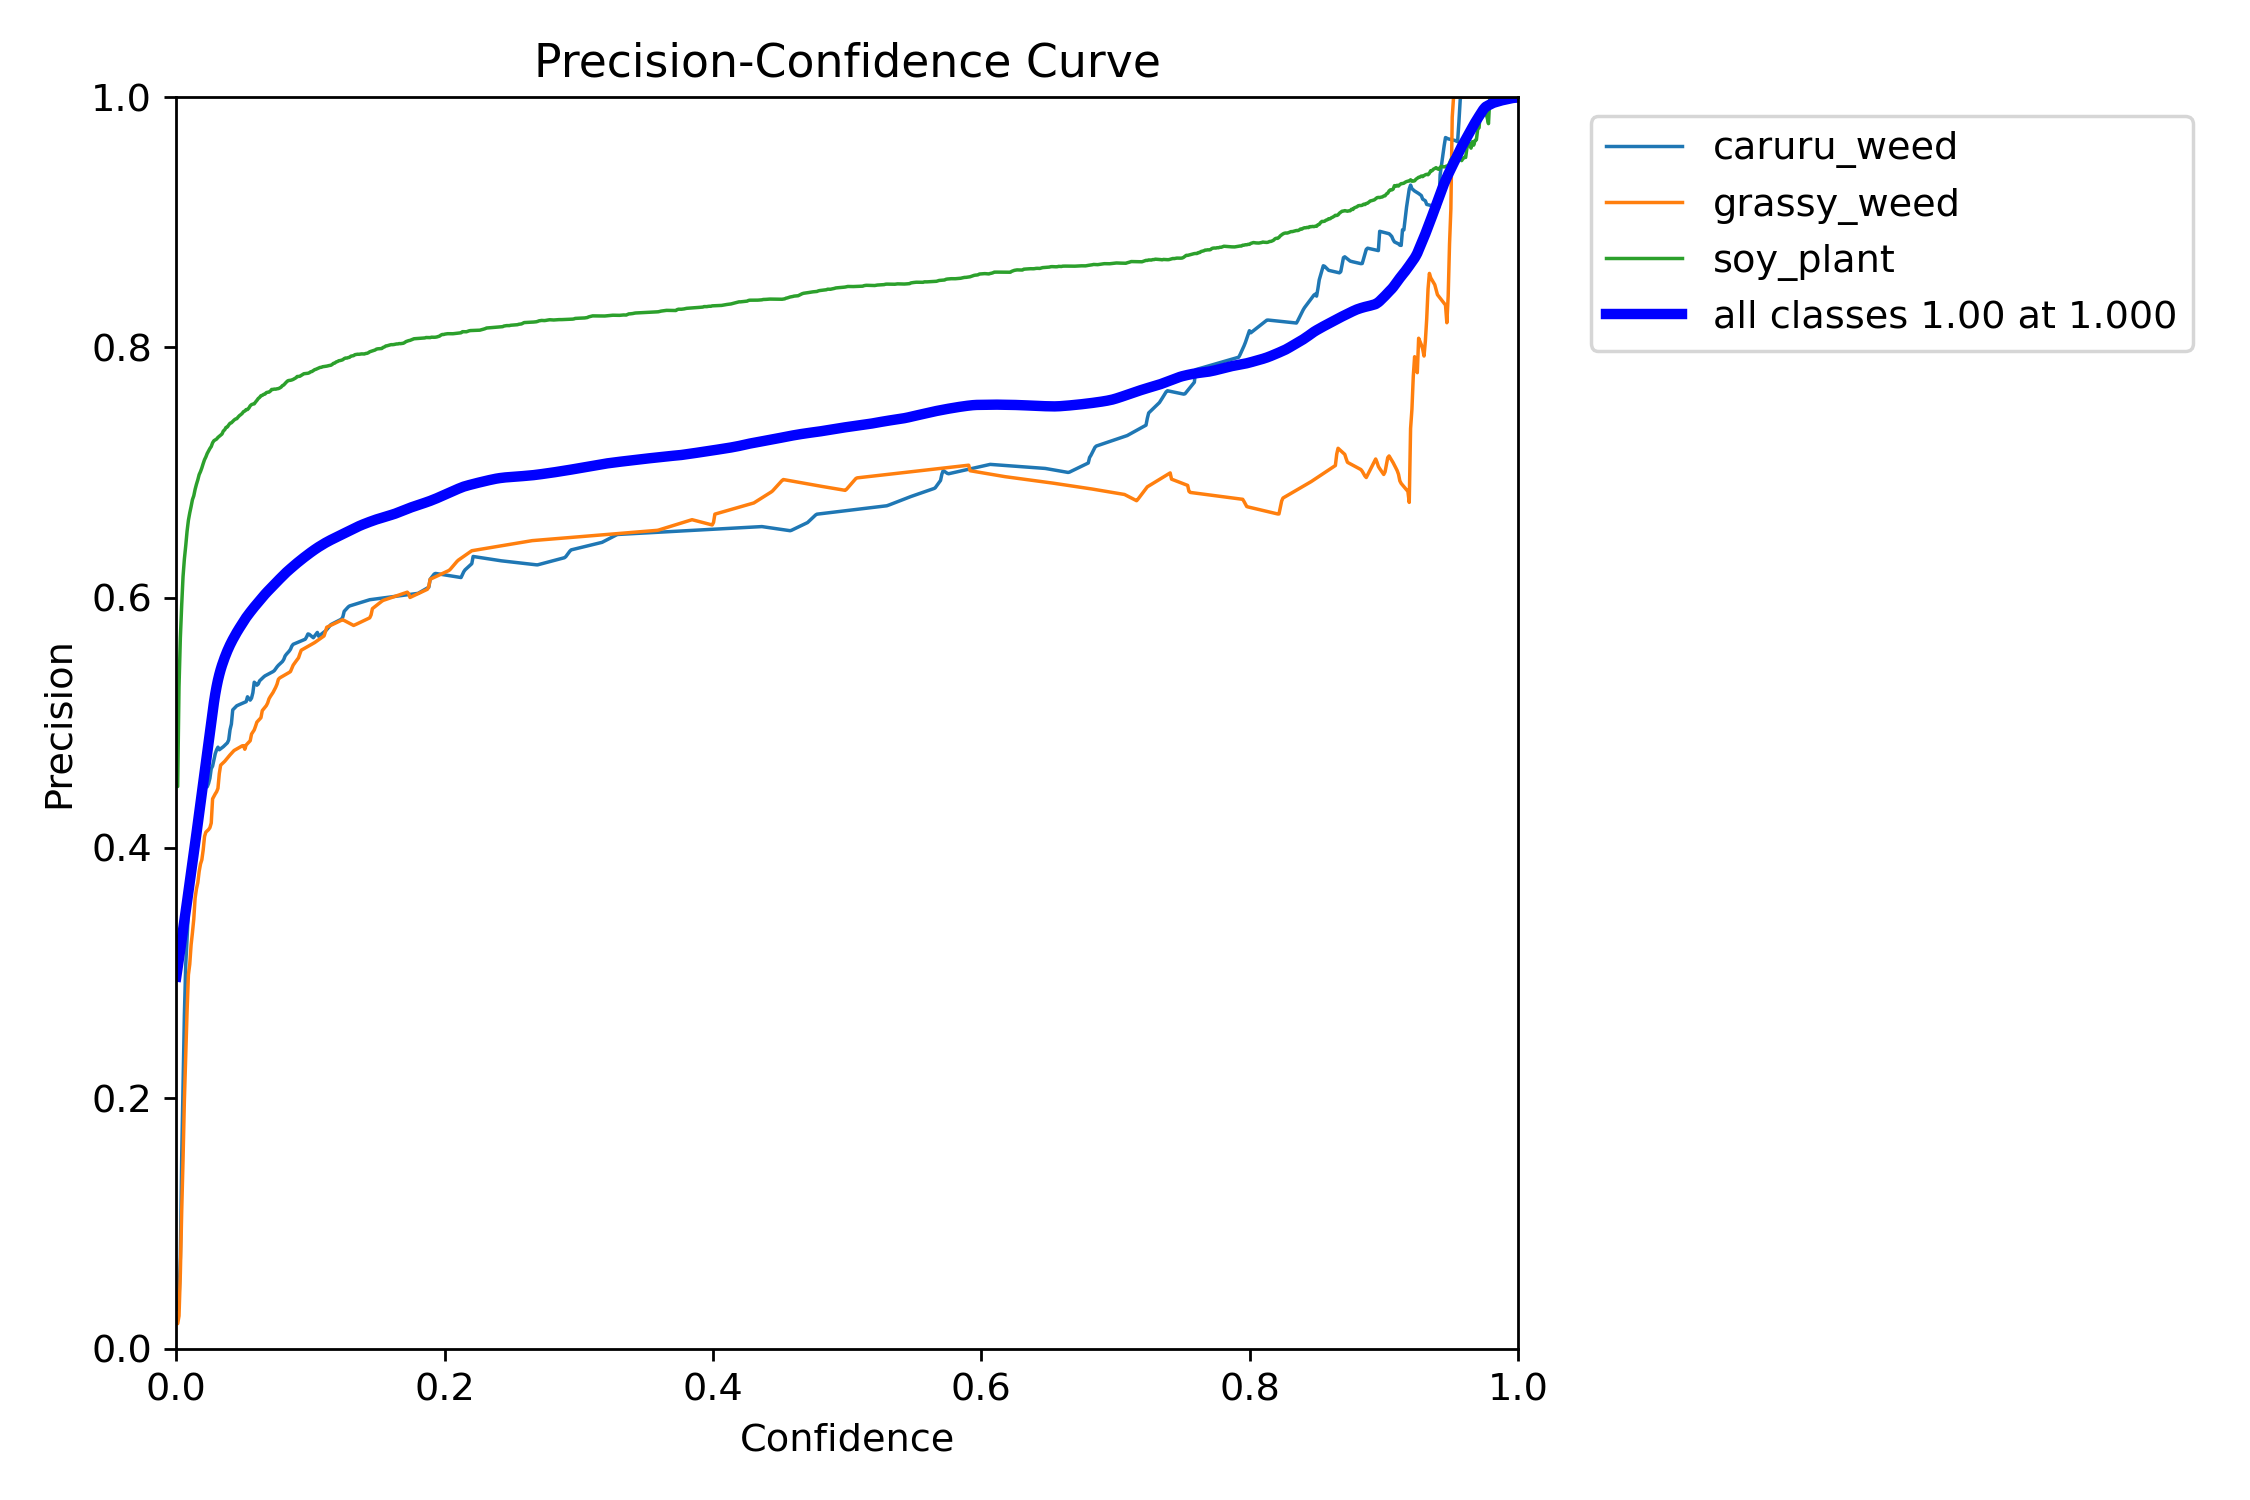 Precision-Confidence Curve
1.0
0.8
0.6
0.4
0.2
0.0
Precision
0.0 0.2 0.4 0.6 0.8 1.0
Confidence
caruru_weed
grassy_weed
soy_plant
all classes 1.00 at 1.000